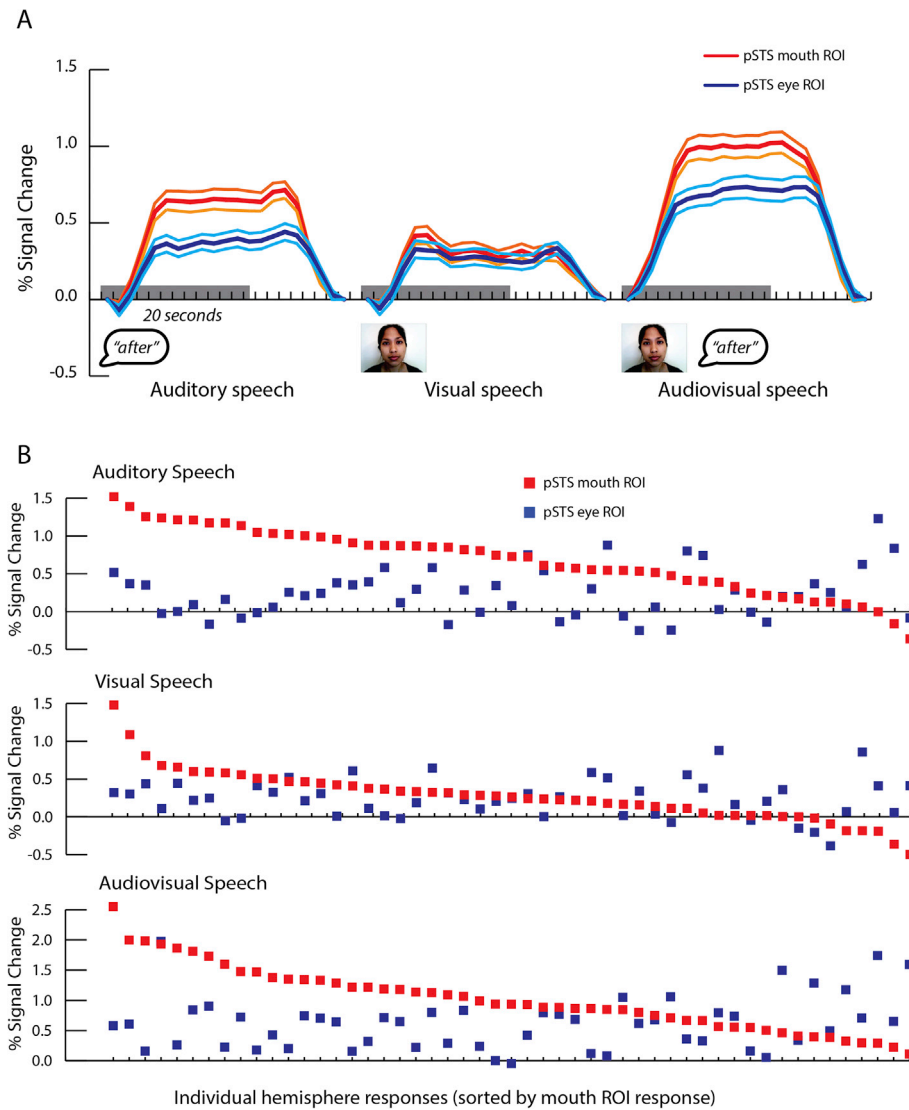 A
1.5
1.0
0.5
0.0
-0.5
% Signal Change
pSTS mouth ROI
pSTS eye ROI
20 seconds
“after”
“after”
Auditory speech
Visual speech
Audiovisual speech
B
Auditory Speech
pSTS mouth ROI
pSTS eye ROI
% Signal Change
1.5
1.0
0.5
0.0
-0.5
Visual Speech
% Signal Change
1.5
1.0
0.5
0.0
-0.5
Audiovisual Speech
% Signal Change
2.5
2.0
1.5
1.0
0.5
0.0
Individual hemisphere responses (sorted by mouth ROI response)